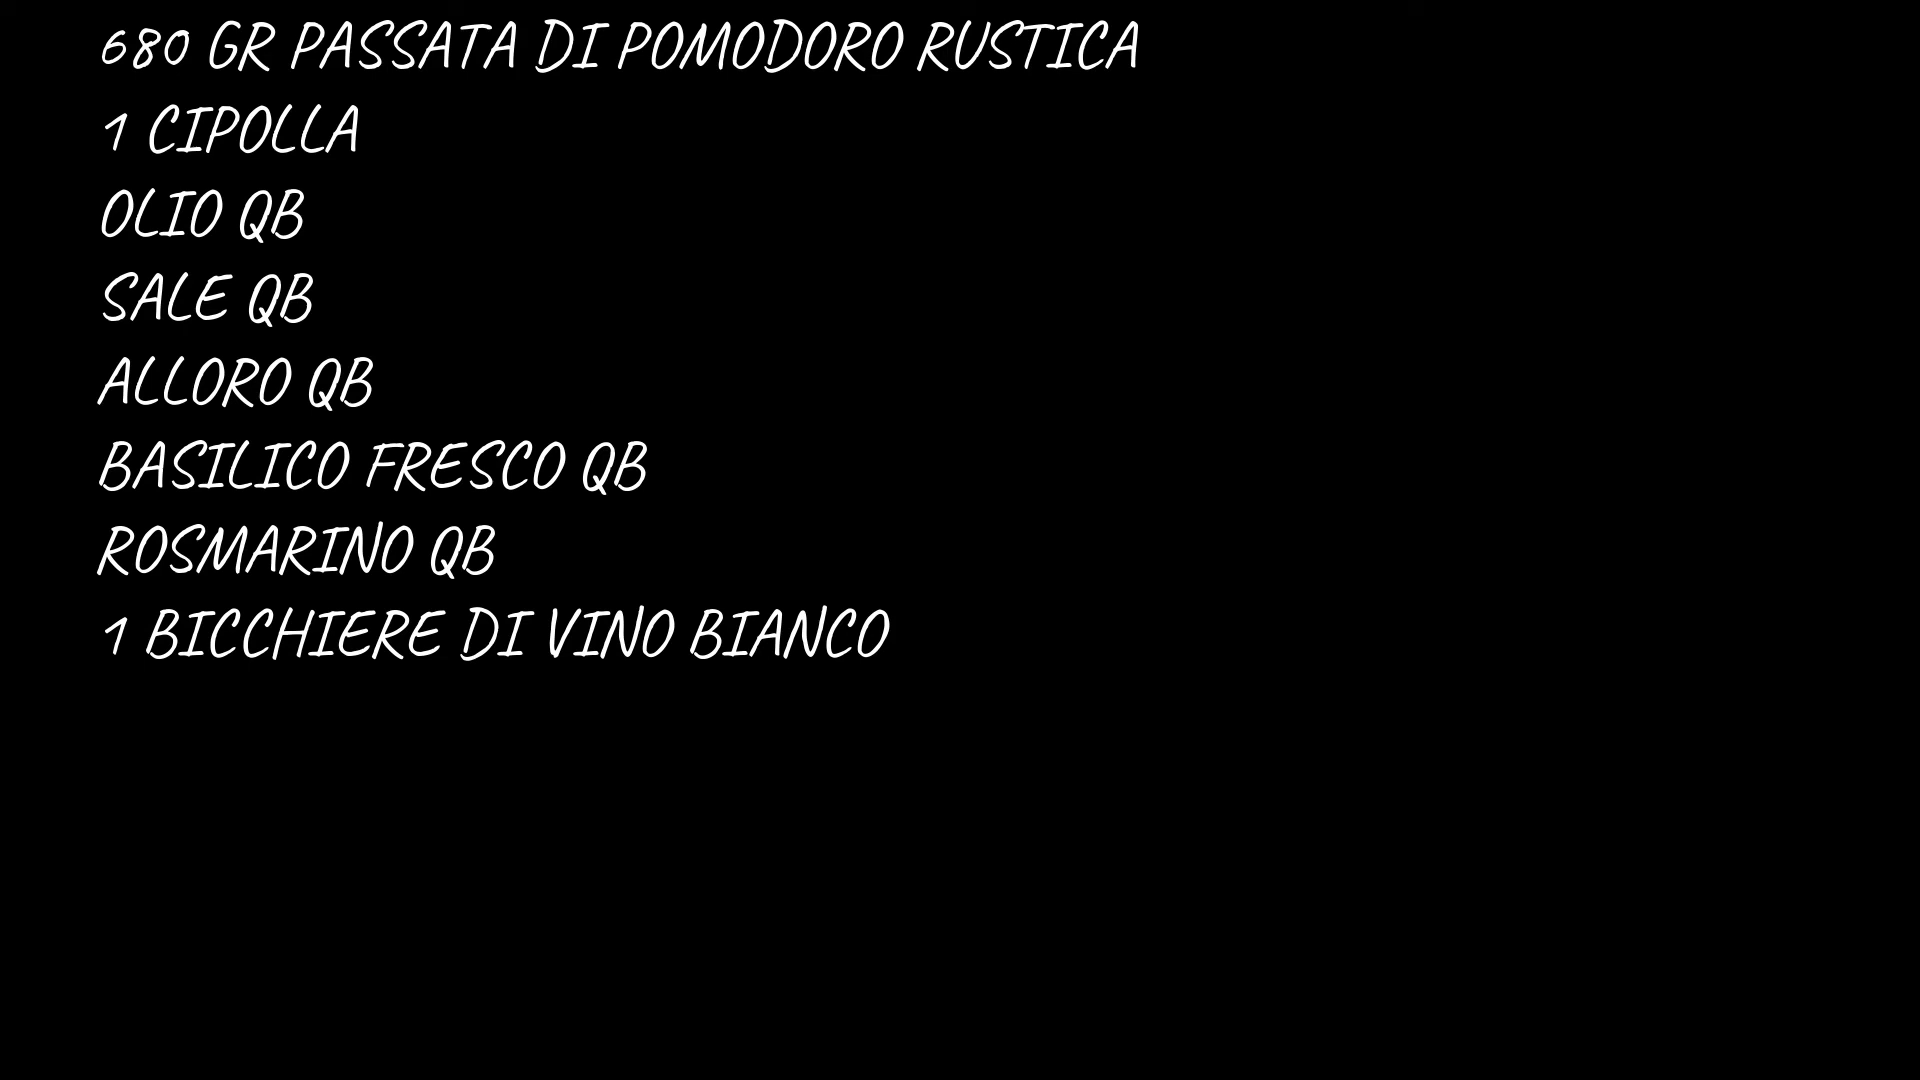 680 GR PASSATA DI POMODORO RUSTICA
1 CIPOLLA
OLIO QB
SALE QB
ALLORO QB
BASILICO FRESCO QB
ROSMARINO QB
1 BICCHIERE DI VINO BIANCO